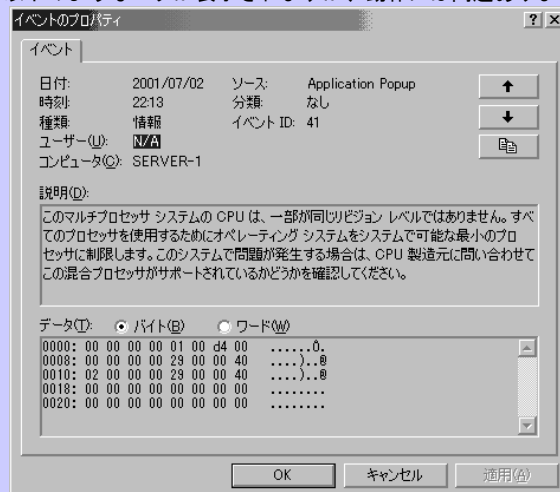 イベントのプロパティ
イベント
日付: 2001/07/02 ソース: Application Popup
時刻: 22:13 分類: なし
種類: 情報 イベント ID: 41
ユーザー(U): N/A
コンピュータ(C): SERVER-1
説明(D):
このマルチプロセッサ システムの CPU は、一部が同じリビジョン レベルではありません。すべ
てのプロセッサを使用するためにオペレーティング システムをシステムで可能な最小のプロ
セッサに制限します。このシステムで問題が発生する場合は、CPU 製造元に問い合わせて
この混合プロセッサがサポートされているかどうかを確認してください。
データ(T): バイト(B) ワード(W)
0000: 00 00 00 00 01 00 d4 00 ......Ô.
0008: 00 00 00 00 29 00 00 40 ....)..@
0010: 02 00 00 00 29 00 00 40 ....)..@
0018: 00 00 00 00 00 00 00 00 ........
0020: 00 00 00 00 00 00 00 00 ........
OK キャンセル 適用(A)